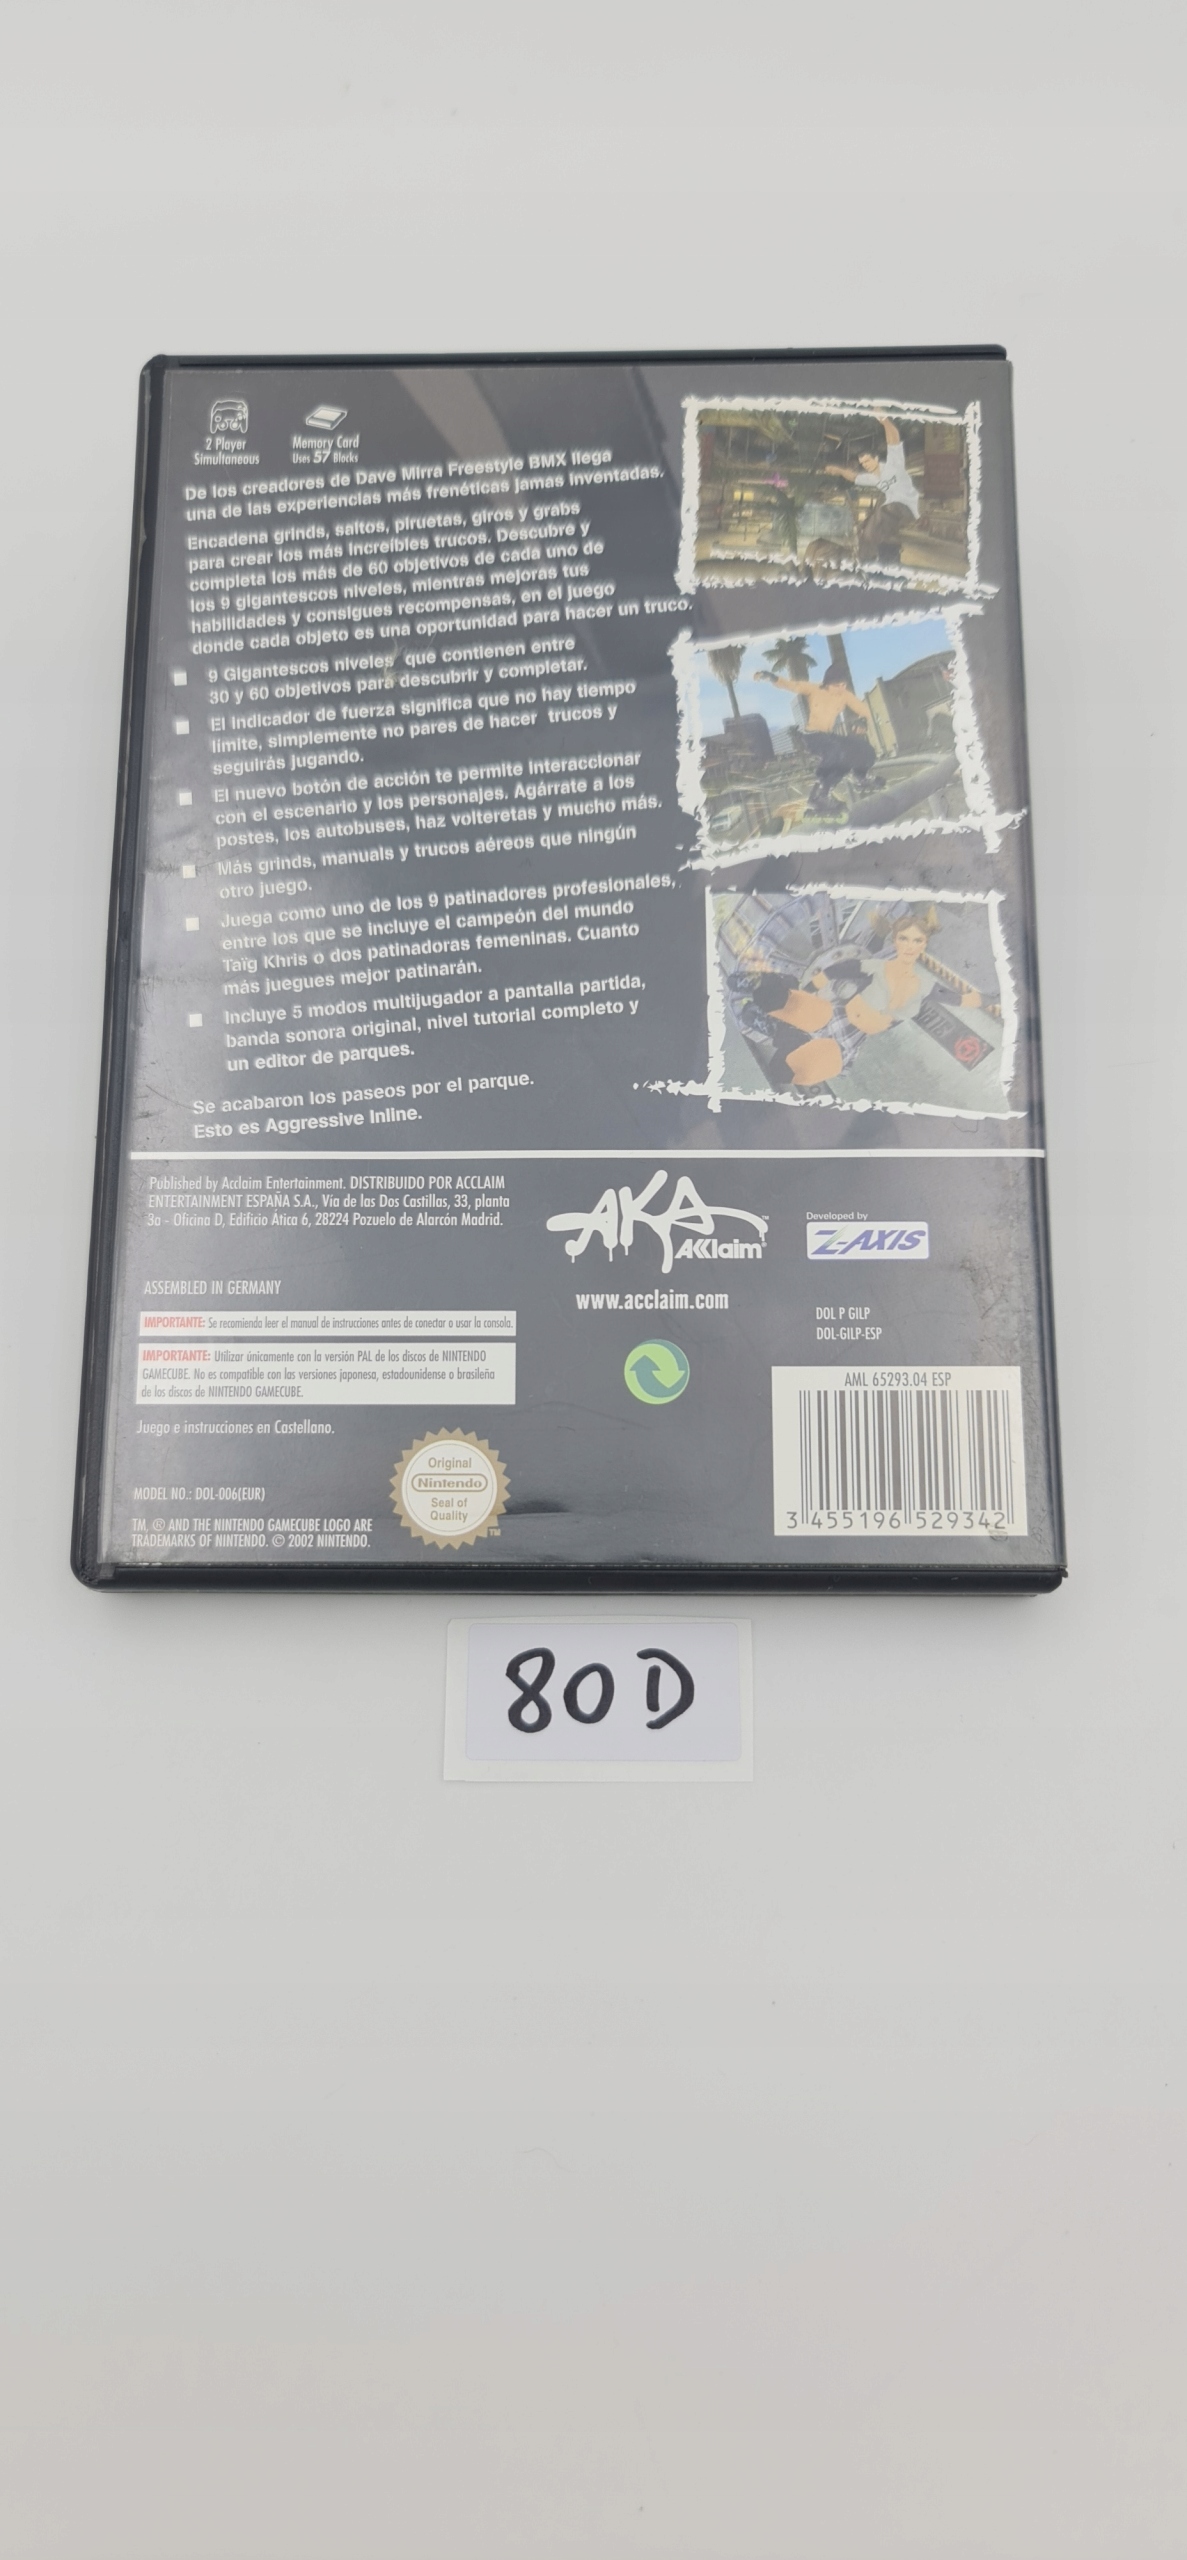 2 Player
Simultaneous
Memory Card
Uses 57 Blocks
De los creadores de Dave Mirra Freestyle BMX llega
una de las experiencias más frenéticas jamas inventadas.
Encadena grinds, saltos, piruetas, giros y grabs
para crear los más increíbles trucos. Descubre y
completa los más de 60 objetivos de cada uno de
los 9 gigantescos niveles, mientras mejoras tus
habilidades y consigues recompensas, en el juego
donde cada objeto es una oportunidad para hacer un truco.
9 Gigantescos niveles que contienen entre
30 y 60 objetivos para descubrir y completar.
El indicador de fuerza significa que no hay tiempo
límite, simplemente no pares de hacer trucos y
seguirás jugando.
El nuevo botón de acción te permite interaccionar
con el escenario y los personajes. Agárrate a los
postes, los autobuses, haz volteretas y mucho más.
Más grinds, manuals y trucos aéreos que ningún
otro juego.
Juega como uno de los 9 patinadores profesionales,
entre los que se incluye el campeón del mundo
Taïg Khris o dos patinadoras femeninas. Cuanto
más juegues mejor patinarán.
Incluye 5 modos multijugador a pantalla partida,
banda sonora original, nivel tutorial completo y
un editor de parques.
Se acabaron los paseos por el parque.
Esto es Aggressive Inline.
Published by Acclaim Entertainment. DISTRIBUIDO POR ACCLAIM
ENTERTAINMENT ESPAÑA S.A., Vía de las Dos Castillas, 33, planta
3a - Oficina D, Edificio Ática 6, 28224 Pozuelo de Alarcón Madrid.
AKA
AKklaim
™
www.acclaim.com
Developed by
Z-AXIS
ASSEMBLED IN GERMANY
IMPORTANTE: Se recomienda leer el manual de instrucciones antes de conectar o usar la consola.
IMPORTANTE: Utilizar únicamente con la versión PAL de los discos de NINTENDO
GAMECUBE. No es compatible con las versiones japonesa, estadounidense o brasileña
de los discos de NINTENDO GAMECUBE.
Juego e instrucciones en Castellano.
DOL P GILP
DOL-GILP-ESP
AML 65293.04 ESP
3 455196 529342
Original
Nintendo
Seal of
Quality
™
MODEL NO.: DOL-006(EUR)
TM, ® AND THE NINTENDO GAMECUBE LOGO ARE
TRADEMARKS OF NINTENDO. © 2002 NINTENDO.
80D